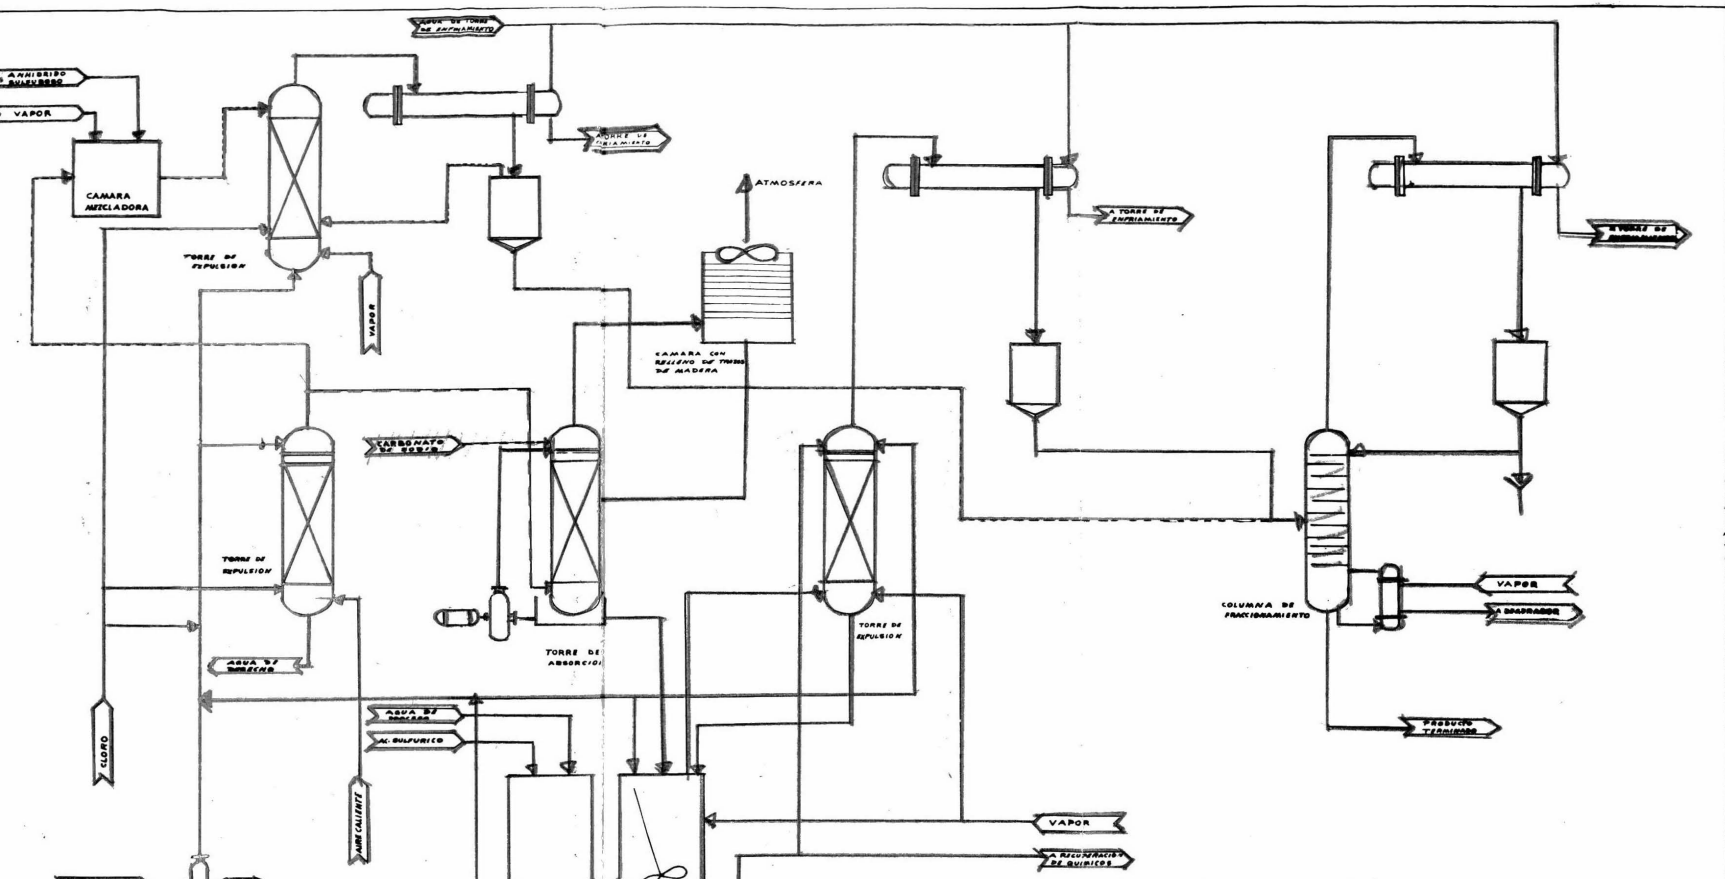 AGUA DE TORRE
DE ENFRIAMIENTO
ANHIDRIDO
SULFUROSO
VAPOR
CAMARA
MEZCLADORA
TORRE DE
EXPULSION
VAPOR
A TORRE DE
ATMOSFERA
A TORRE DE
ENFRIAMIENTO
A TORRE DE
ENFRIAMIENTO
CAMARA CON
RELLENO DE TROZOS
DE MADERA
CARBONATO
DE SODIO
TORRE DE
EXPULSION
TORRE DE
ABSORCION
TORRE DE
EXPULSION
COLUMNA DE
FRACCIONAMIENTO
VAPOR
AGUA DE
DERECHO
CLORO
AIRE CALIENTE
AGUA DE
PROCESO
AC. SULFURICO
PRODUCTO
TERMINADO
VAPOR
A RECUPERACION
DE QUIMICOS